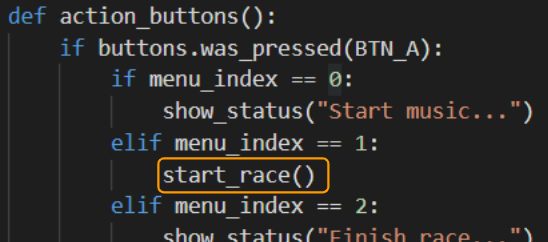 def action_buttons():
    if buttons.was_pressed(BTN_A):
        if menu_index == 0:
            show_status("Start music...")
        elif menu_index == 1:
            start_race()
        elif menu_index == 2:
            show_status("Finish race...")